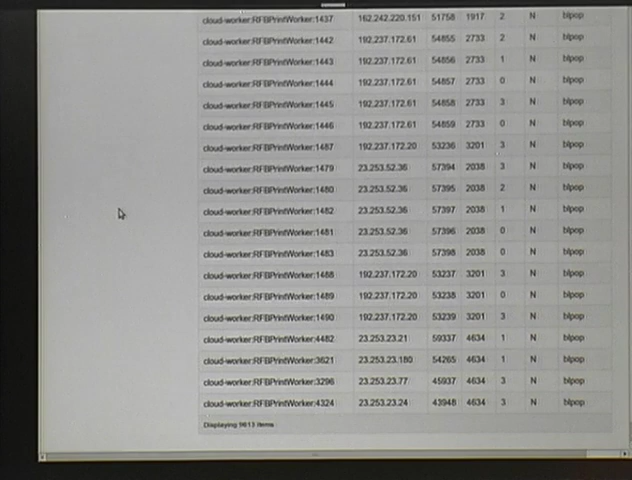 cloud-worker:RFBPrintWorker:1437 162.242.220.151 51758 1917 2 N blpop
cloud-worker:RFBPrintWorker:1442 192.237.172.61 54855 2733 2 N blpop
cloud-worker:RFBPrintWorker:1443 192.237.172.61 54856 2733 1 N blpop
cloud-worker:RFBPrintWorker:1444 192.237.172.61 54857 2733 0 N blpop
cloud-worker:RFBPrintWorker:1445 192.237.172.61 54858 2733 3 N blpop
cloud-worker:RFBPrintWorker:1446 192.237.172.61 54859 2733 0 N blpop
cloud-worker:RFBPrintWorker:1487 192.237.172.20 53236 3201 3 N blpop
cloud-worker:RFBPrintWorker:1479 23.253.52.36 57394 2038 3 N blpop
cloud-worker:RFBPrintWorker:1480 23.253.52.36 57395 2038 2 N blpop
cloud-worker:RFBPrintWorker:1482 23.253.52.36 57397 2038 1 N blpop
cloud-worker:RFBPrintWorker:1481 23.253.52.36 57396 2038 0 N blpop
cloud-worker:RFBPrintWorker:1483 23.253.52.36 57398 2038 0 N blpop
cloud-worker:RFBPrintWorker:1488 192.237.172.20 53237 3201 3 N blpop
cloud-worker:RFBPrintWorker:1489 192.237.172.20 53238 3201 0 N blpop
cloud-worker:RFBPrintWorker:1490 192.237.172.20 53239 3201 3 N blpop
cloud-worker:RFBPrintWorker:4482 23.253.23.21 59337 4634 1 N blpop
cloud-worker:RFBPrintWorker:3621 23.253.23.180 54265 4634 1 N blpop
cloud-worker:RFBPrintWorker:3296 23.253.23.77 45937 4634 3 N blpop
cloud-worker:RFBPrintWorker:4324 23.253.23.24 43948 4634 3 N blpop
Displaying 9813 items